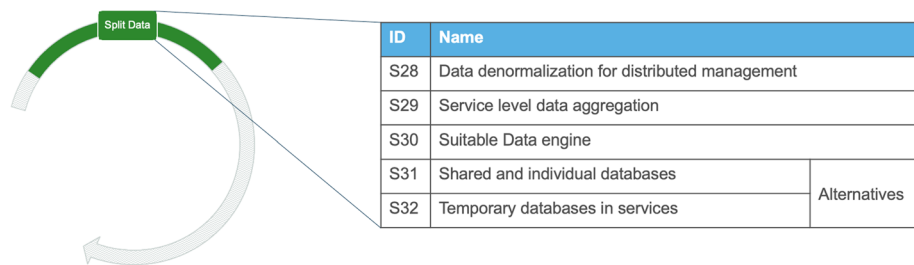 Split Data
ID Name
S28 Data denormalization for distributed management
S29 Service level data aggregation
S30 Suitable Data engine
S31 Shared and individual databases
Alternatives
S32 Temporary databases in services